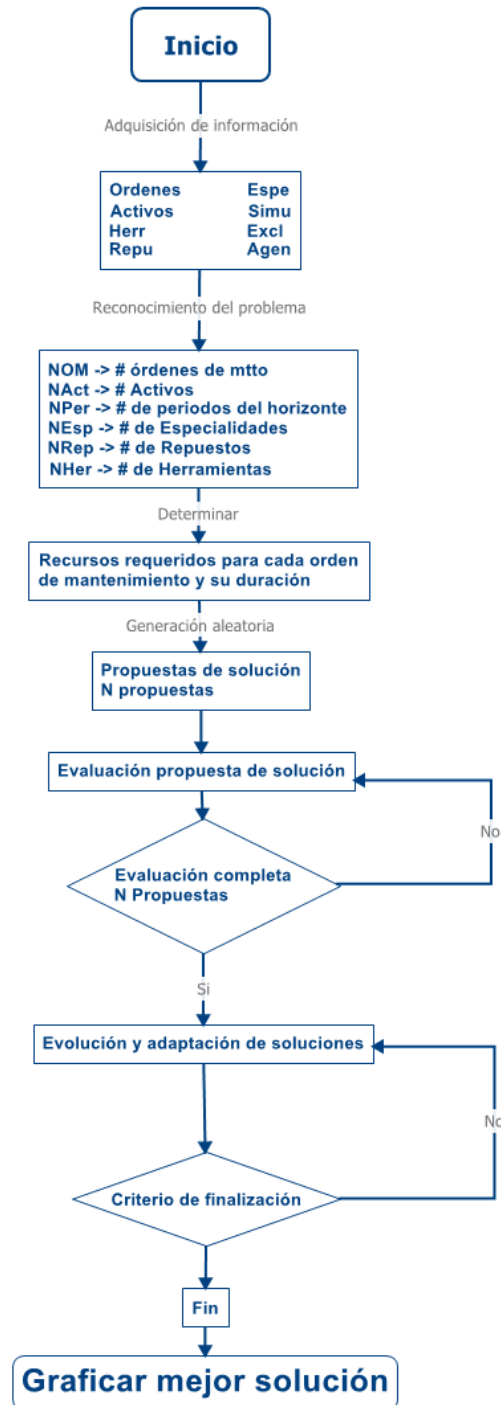 Inicio
Adquisición de información
Ordenes Espe
Activos Simu
Herr Excl
Repu Agen
Reconocimiento del problema
NOM -> # órdenes de mtto
NAct -> # Activos
NPer -> # de periodos del horizonte
NEsp -> # de Especialidades
NRep -> # de Repuestos
NHer -> # de Herramientas
Determinar
Recursos requeridos para cada orden
de mantenimiento y su duración
Generación aleatoria
Propuestas de solución
N propuestas
Evaluación propuesta de solución
No
Evaluación completa
N Propuestas
Si
Evolución y adaptación de soluciones
No
Criterio de finalización
Fin
Graficar mejor solución